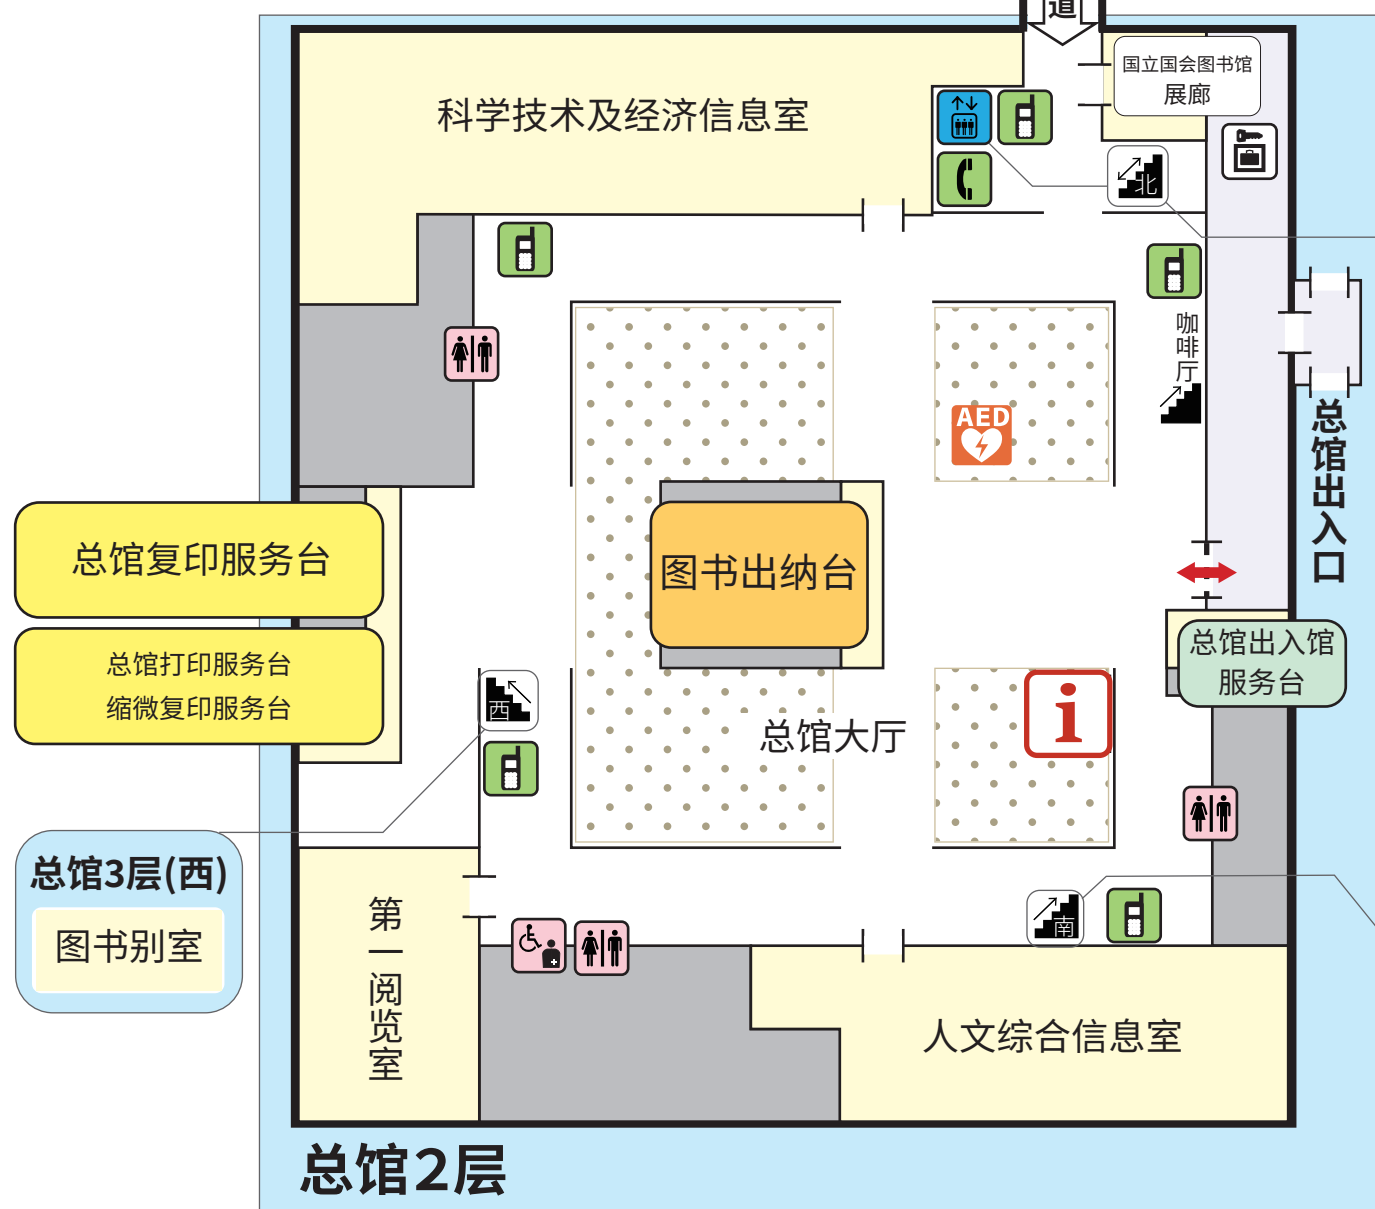 道
国立国会图书馆
展廊
科学技术及经济信息室
北
咖啡厅
AED
总馆出入口
总馆复印服务台
图书出纳台
总馆打印服务台
缩微复印服务台
总馆出入馆
服务台
西
i
总馆大厅
总馆3层(西)
图书别室
第一阅览室
南
人文综合信息室
总馆2层